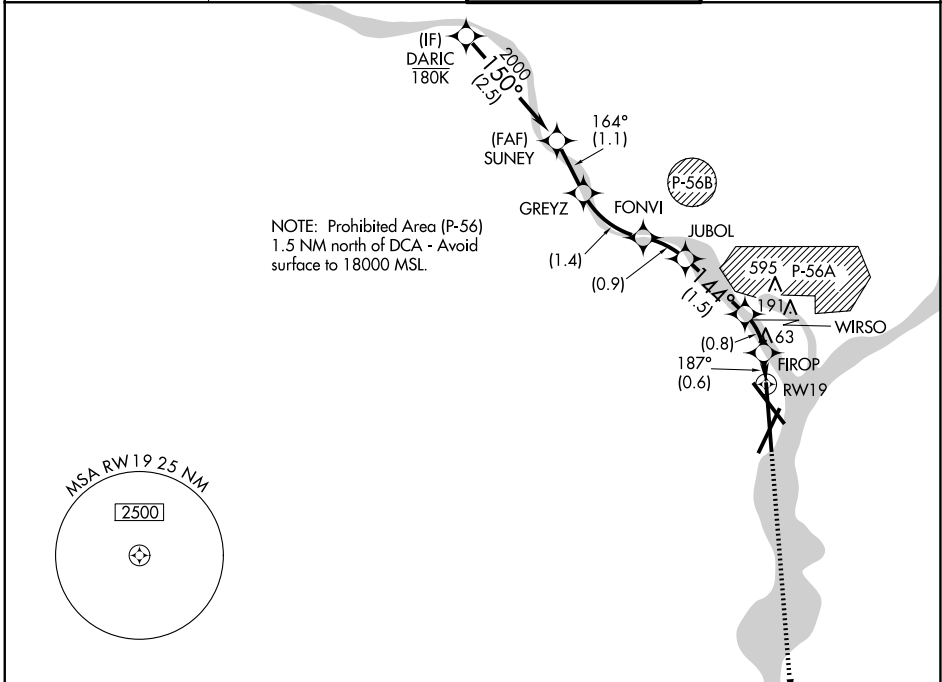 (IF)
DARIC
180K
2000
150°
(2.5)
(FAF)
SUNEY
164°
(1.1)
P-56B
GREYZ
FONVI
JUBOL
NOTE: Prohibited Area (P-56)
1.5 NM north of DCA - Avoid
surface to 18000 MSL.
(1.4)
(0.9)
144°
(1.5)
595
P-56A
191
WIRSO
(0.8)
63
FIROP
187°
(0.6)
RW19
MSA RW19 25 NM
2500